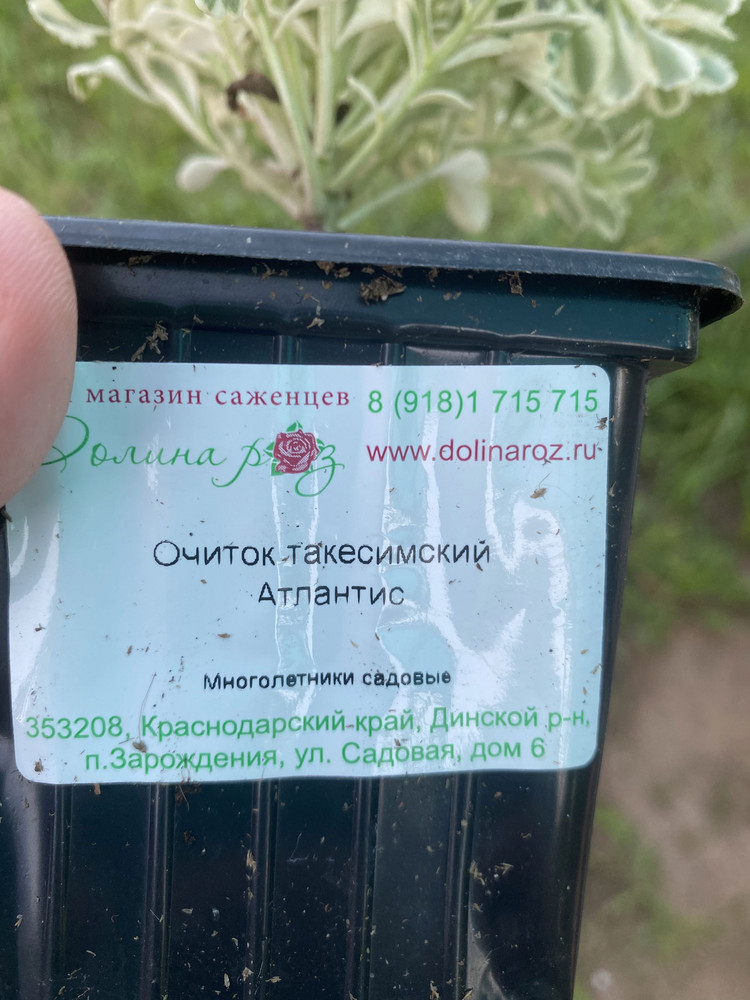 магазин саженцев 8 (918)1 715 715
Долина роз www.dolinaroz.ru
Очиток такесимский
Атлантис
Многолетники садовые
353208, Краснодарский край, Динской р-н,
п.Зарождения, ул. Садовая, дом 6